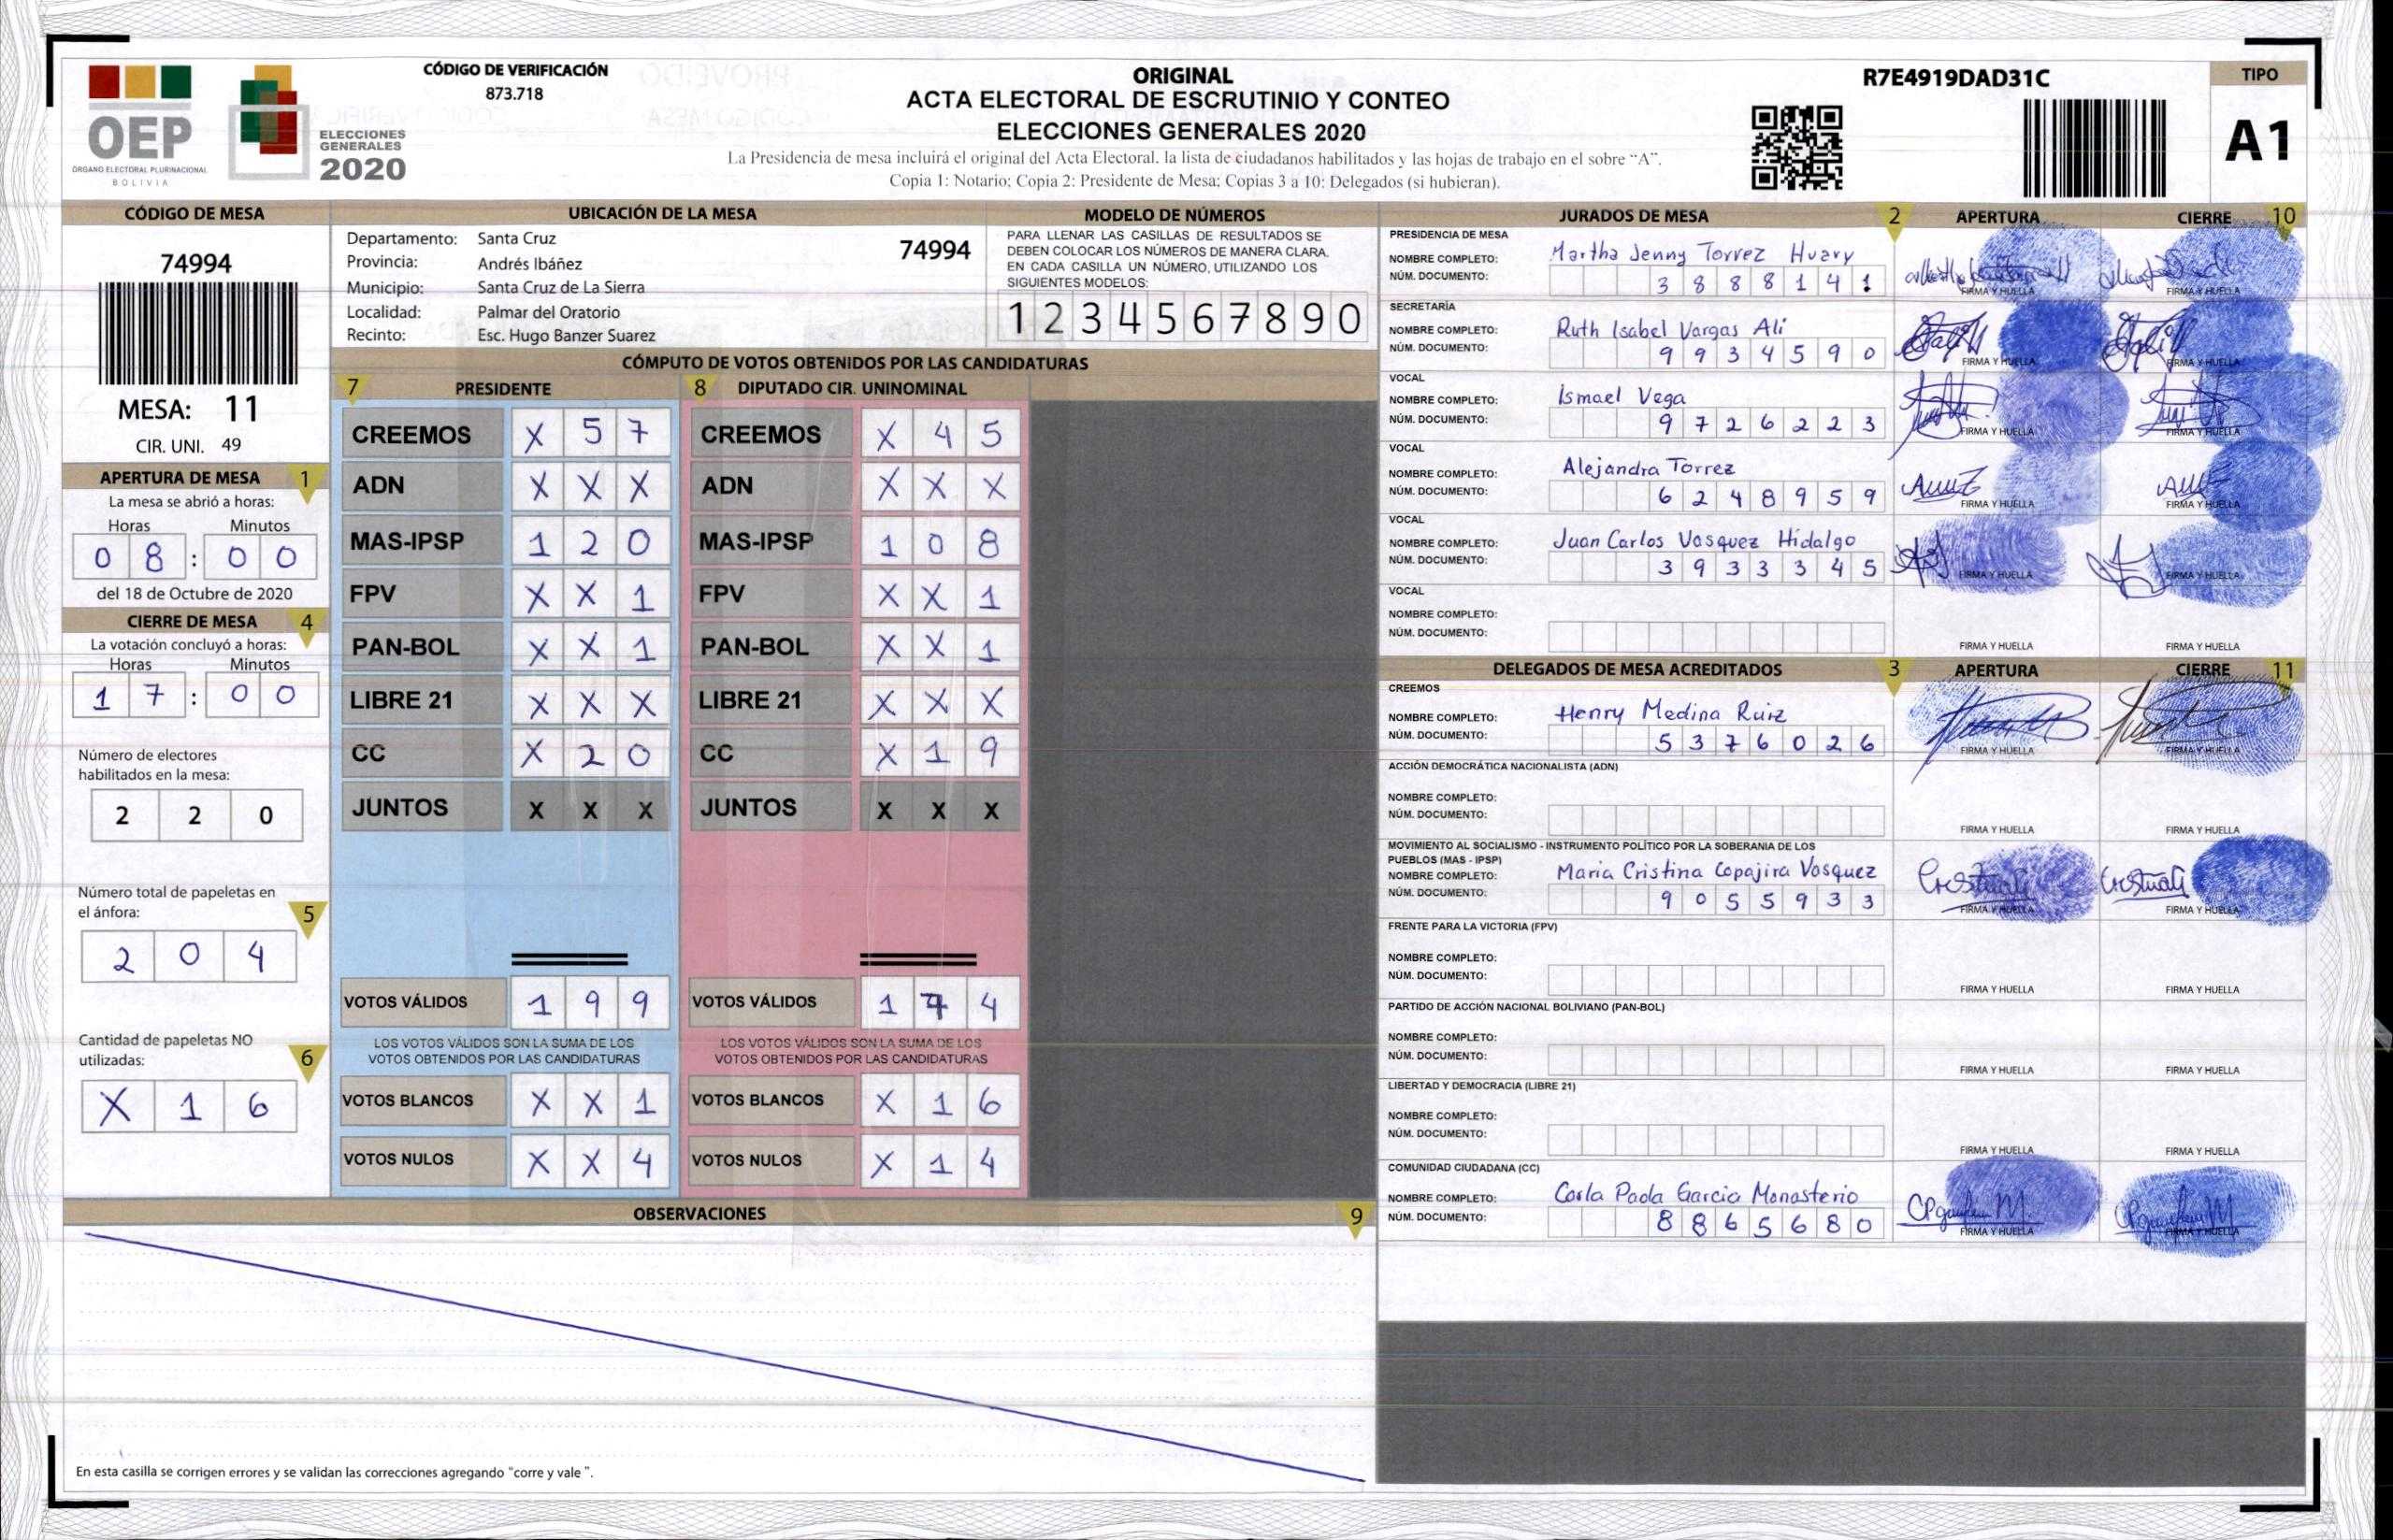 CÓDIGO DE VERIFICACIÓN
873.718
OEP
ÓRGANO ELECTORAL PLURINACIONAL
BOLIVIA
ELECCIONES
GENERALES
2020
ORIGINAL
ACTA ELECTORAL DE ESCRUTINIO Y CONTEO
ELECCIONES GENERALES 2020
La Presidencia de mesa incluirá el original del Acta Electoral. la lista de ciudadanos habilitados y las hojas de trabajo en el sobre “A”.
Copia 1: Notario; Copia 2: Presidente de Mesa; Copias 3 a 10: Delegados (si hubieran).
R7E4919DAD31C
TIPO
A1
CÓDIGO DE MESA
74994
MESA: 11
CIR. UNI. 49
APERTURA DE MESA 1
La mesa se abrió a horas:
Horas Minutos
0 8 : 0 0
del 18 de Octubre de 2020
CIERRE DE MESA 4
La votación concluyó a horas:
Horas Minutos
1 7 : 0 0
Número de electores
habilitados en la mesa:
2 2 0
Número total de papeletas en
el ánfora: 5
2 0 4
Cantidad de papeletas NO
utilizadas: 6
X 1 6
UBICACIÓN DE LA MESA
Departamento: Santa Cruz 74994
Provincia: Andrés Ibáñez
Municipio: Santa Cruz de La Sierra
Localidad: Palmar del Oratorio
Recinto: Esc. Hugo Banzer Suarez
MODELO DE NÚMEROS
PARA LLENAR LAS CASILLAS DE RESULTADOS SE
DEBEN COLOCAR LOS NÚMEROS DE MANERA CLARA.
EN CADA CASILLA UN NÚMERO, UTILIZANDO LOS
SIGUIENTES MODELOS:
1 2 3 4 5 6 7 8 9 0
CÓMPUTO DE VOTOS OBTENIDOS POR LAS CANDIDATURAS
7 PRESIDENTE
CREEMOS X 5 7
ADN X X X
MAS-IPSP 1 2 0
FPV X X 1
PAN-BOL X X 1
LIBRE 21 X X X
CC X 2 0
JUNTOS X X X
VOTOS VÁLIDOS 1 9 9
LOS VOTOS VÁLIDOS SON LA SUMA DE LOS
VOTOS OBTENIDOS POR LAS CANDIDATURAS
VOTOS BLANCOS X X 1
VOTOS NULOS X X 4
8 DIPUTADO CIR. UNINOMINAL
CREEMOS X 4 5
ADN X X X
MAS-IPSP 1 0 8
FPV X X 1
PAN-BOL X X 1
LIBRE 21 X X X
CC X 1 9
JUNTOS X X X
VOTOS VÁLIDOS 1 7 4
LOS VOTOS VÁLIDOS SON LA SUMA DE LOS
VOTOS OBTENIDOS POR LAS CANDIDATURAS
VOTOS BLANCOS X 1 6
VOTOS NULOS X 1 4
OBSERVACIONES 9
En esta casilla se corrigen errores y se validan las correcciones agregando “corre y vale ”.
JURADOS DE MESA 2 APERTURA CIERRE 10
PRESIDENCIA DE MESA
NOMBRE COMPLETO: Martha Jenny Torrez Huary
NÚM. DOCUMENTO: 3 8 8 8 1 4 1
FIRMA Y HUELLA FIRMA Y HUELLA
SECRETARÍA
NOMBRE COMPLETO: Ruth Isabel Vargas Ali
NÚM. DOCUMENTO: 9 9 3 4 5 9 0
FIRMA Y HUELLA FIRMA Y HUELLA
VOCAL
NOMBRE COMPLETO: Ismael Vega
NÚM. DOCUMENTO: 9 7 2 6 2 2 3
FIRMA Y HUELLA FIRMA Y HUELLA
VOCAL
NOMBRE COMPLETO: Alejandra Torrez
NÚM. DOCUMENTO: 6 2 4 8 9 5 9
FIRMA Y HUELLA FIRMA Y HUELLA
VOCAL
NOMBRE COMPLETO: Juan Carlos Vasquez Hidalgo
NÚM. DOCUMENTO: 3 9 3 3 3 4 5
FIRMA Y HUELLA FIRMA Y HUELLA
VOCAL
NOMBRE COMPLETO:
NÚM. DOCUMENTO:
FIRMA Y HUELLA FIRMA Y HUELLA
DELEGADOS DE MESA ACREDITADOS 3 APERTURA CIERRE 11
CREEMOS
NOMBRE COMPLETO: Henry Medina Ruiz
NÚM. DOCUMENTO: 5 3 7 6 0 2 6
FIRMA Y HUELLA FIRMA Y HUELLA
ACCIÓN DEMOCRÁTICA NACIONALISTA (ADN)
NOMBRE COMPLETO:
NÚM. DOCUMENTO:
FIRMA Y HUELLA FIRMA Y HUELLA
MOVIMIENTO AL SOCIALISMO - INSTRUMENTO POLÍTICO POR LA SOBERANIA DE LOS
PUEBLOS (MAS - IPSP)
NOMBRE COMPLETO: Maria Cristina Copajira Vasquez
NÚM. DOCUMENTO: 9 0 5 5 9 3 3
FIRMA Y HUELLA FIRMA Y HUELLA
FRENTE PARA LA VICTORIA (FPV)
NOMBRE COMPLETO:
NÚM. DOCUMENTO:
FIRMA Y HUELLA FIRMA Y HUELLA
PARTIDO DE ACCIÓN NACIONAL BOLIVIANO (PAN-BOL)
NOMBRE COMPLETO:
NÚM. DOCUMENTO:
FIRMA Y HUELLA FIRMA Y HUELLA
LIBERTAD Y DEMOCRACIA (LIBRE 21)
NOMBRE COMPLETO:
NÚM. DOCUMENTO:
FIRMA Y HUELLA FIRMA Y HUELLA
COMUNIDAD CIUDADANA (CC)
NOMBRE COMPLETO: Carla Paola Garcia Monasterio
NÚM. DOCUMENTO: 8 8 6 5 6 8 0
FIRMA Y HUELLA FIRMA Y HUELLA